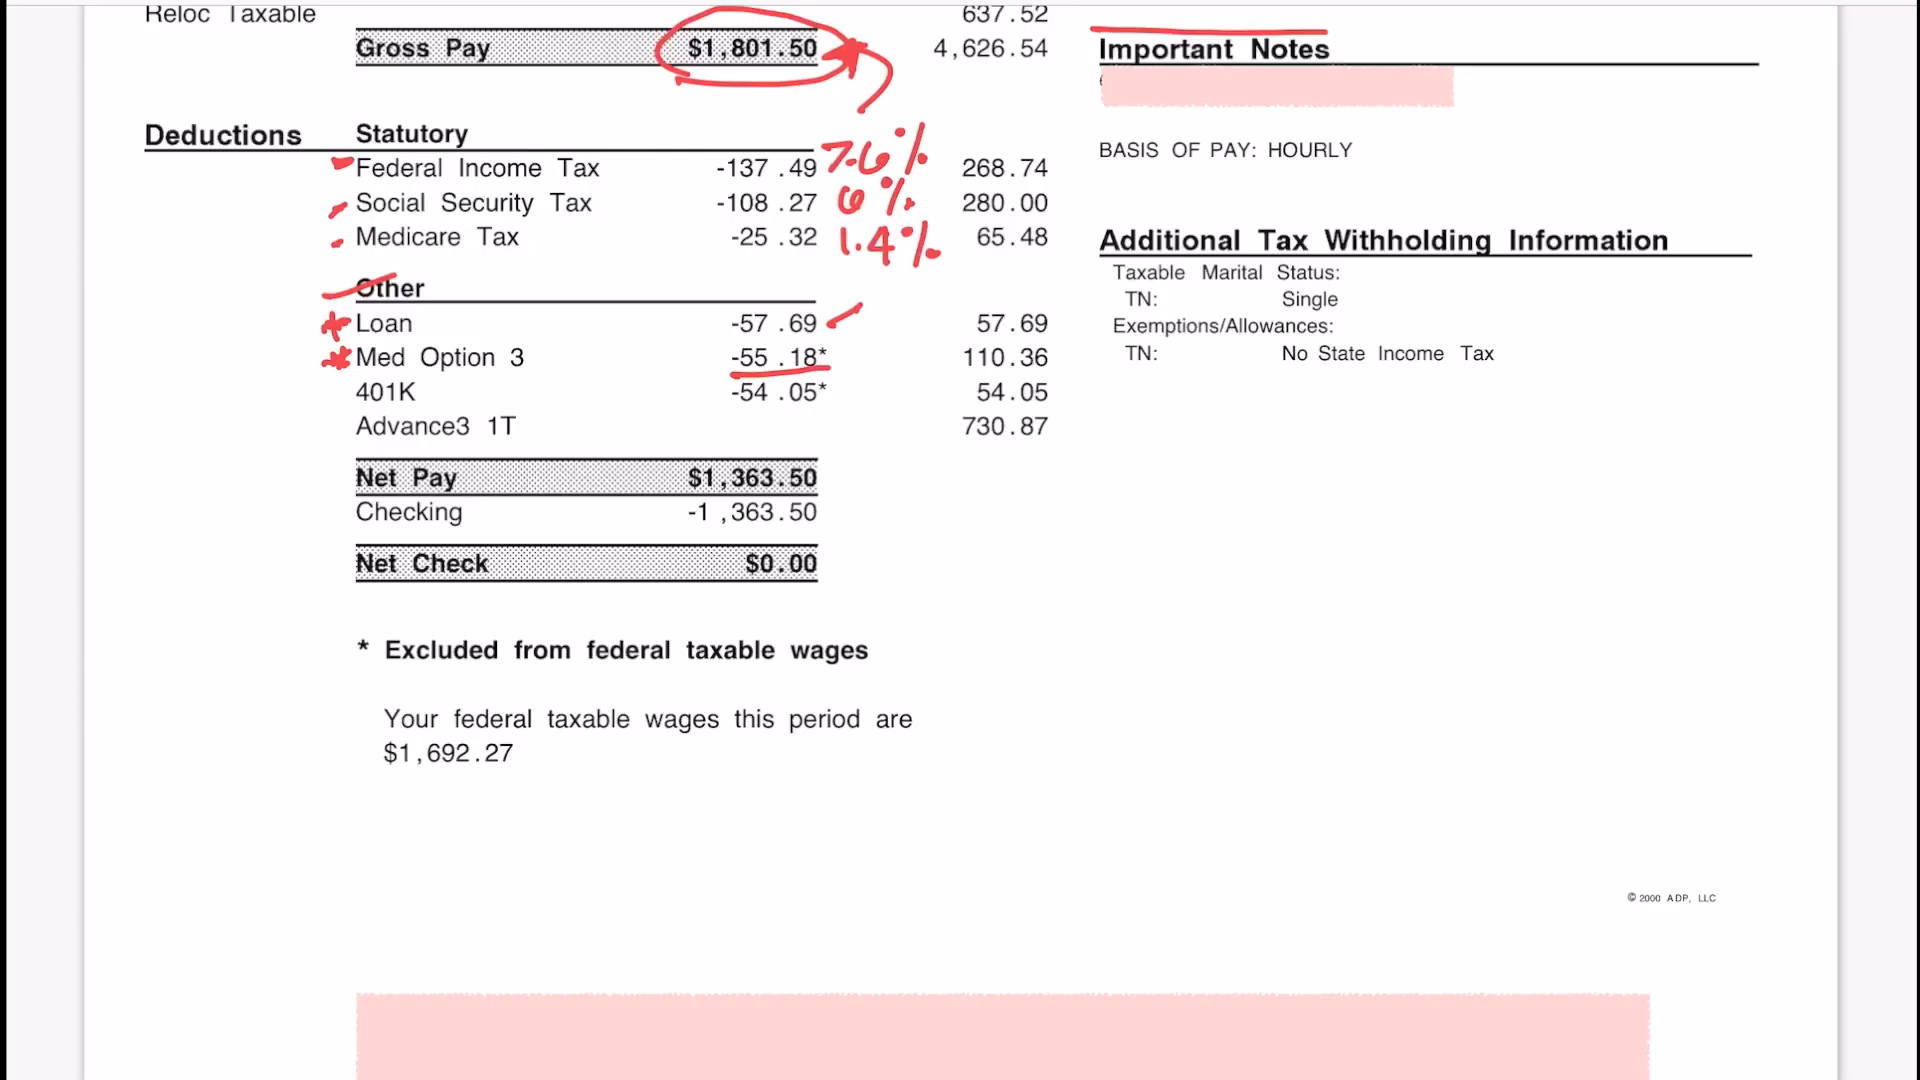 Reloc Taxable 637.52
Gross Pay $1,801.50 4,626.54
Important Notes
BASIS OF PAY: HOURLY
Deductions Statutory
Federal Income Tax -137 .49 7.6% 268.74
Social Security Tax -108 .27 6% 280.00
Medicare Tax -25 .32 1.4% 65.48
Other
Loan -57 .69 57.69
Med Option 3 -55 .18* 110.36
401K -54 .05* 54.05
Advance3 1T 730.87
Net Pay $1,363.50
Checking -1 ,363.50
Net Check $0.00
Additional Tax Withholding Information
Taxable Marital Status:
TN: Single
Exemptions/Allowances:
TN: No State Income Tax
* Excluded from federal taxable wages
Your federal taxable wages this period are
$1,692.27
© 2000 ADP, LLC